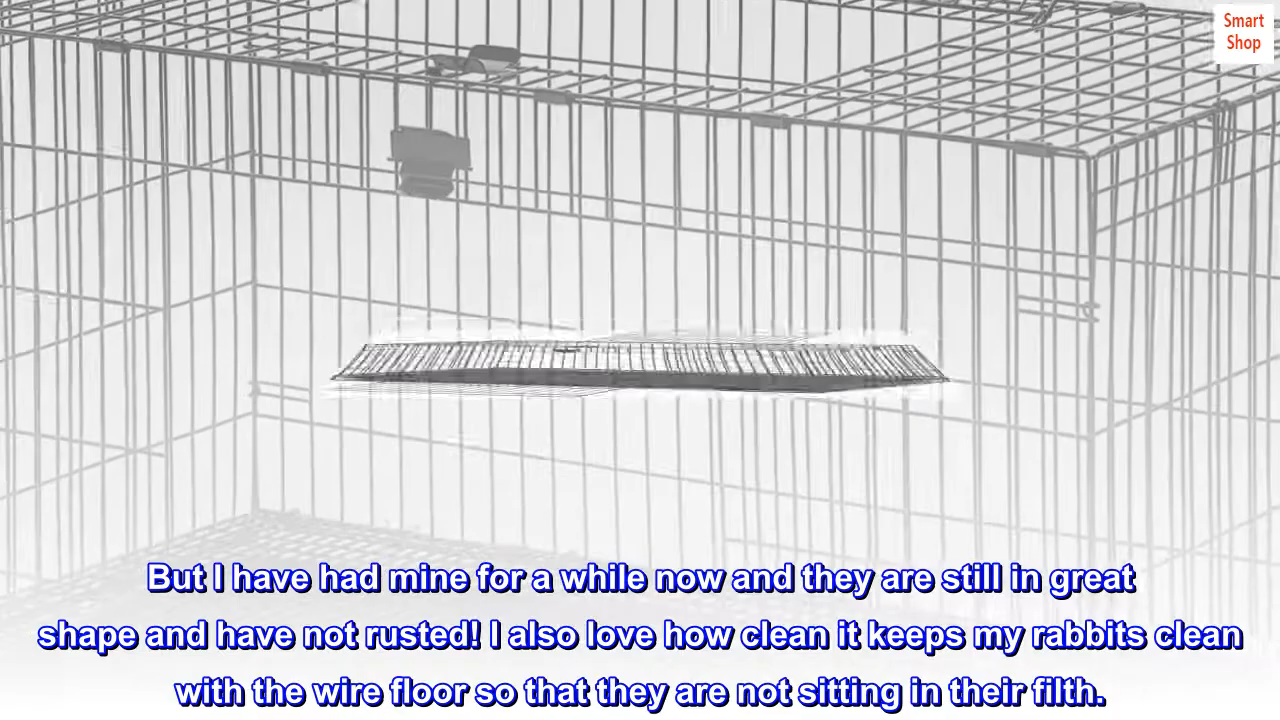 Smart
Shop
But I have had mine for a while now and they are still in great
shape and have not rusted! I also love how clean it keeps my rabbits clean
with the wire floor so that they are not sitting in their filth.